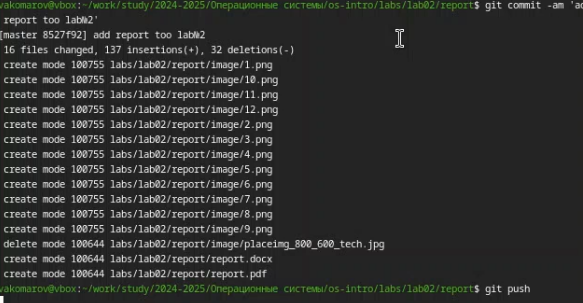 vakomarov@vbox:~/work/study/2024-2025/Операционные системы/os-intro/labs/lab02/report$ git commit -am 'ad
report too lab№2'
[master 8527f92] add report too lab№2
16 files changed, 137 insertions(+), 32 deletions(-)
create mode 100755 labs/lab02/report/image/1.png
create mode 100755 labs/lab02/report/image/10.png
create mode 100755 labs/lab02/report/image/11.png
create mode 100755 labs/lab02/report/image/12.png
create mode 100755 labs/lab02/report/image/2.png
create mode 100755 labs/lab02/report/image/3.png
create mode 100755 labs/lab02/report/image/4.png
create mode 100755 labs/lab02/report/image/5.png
create mode 100755 labs/lab02/report/image/6.png
create mode 100755 labs/lab02/report/image/7.png
create mode 100755 labs/lab02/report/image/8.png
create mode 100755 labs/lab02/report/image/9.png
delete mode 100644 labs/lab02/report/image/placeimg_800_600_tech.jpg
create mode 100644 labs/lab02/report/report.docx
create mode 100644 labs/lab02/report/report.pdf
vakomarov@vbox:~/work/study/2024-2025/Операционные системы/os-intro/labs/lab02/report$ git push